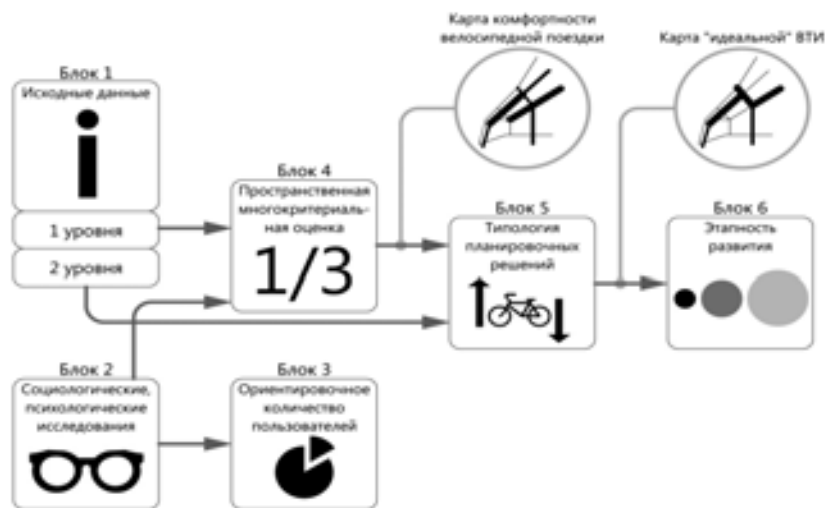 Карта комфортности
велосипедной поездки
Карта "идеальной" ВТИ
Блок 1
Исходные данные
1 уровня
2 уровня
Блок 4
Пространственная
многокритериаль-
ная оценка
1/3
Блок 5
Типология
планировочных
решений
Блок 6
Этапность
развития
Блок 2
Социологические,
психологические
исследования
Блок 3
Ориентировочное
количество
пользователей